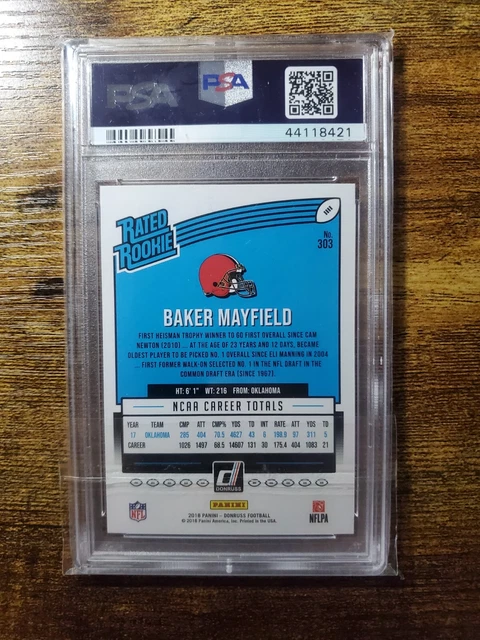 PSA
PSA
44118421
RATED
ROOKIE
No.
303
BAKER MAYFIELD
FIRST HEISMAN TROPHY WINNER TO GO FIRST OVERALL SINCE CAM
NEWTON (2010) ... AT THE AGE OF 23 YEARS AND 12 DAYS, BECAME
OLDEST PLAYER TO BE PICKED NO. 1 OVERALL SINCE ELI MANNING IN 2004
... FIRST FORMER WALK-ON SELECTED NO. 1 IN THE NFL DRAFT IN THE
COMMON DRAFT ERA (SINCE 1967).
HT: 6' 1" WT: 216 FROM: OKLAHOMA
NCAA CAREER TOTALS
YEAR TEAM CMP ATT CMP% YDS TD INT RATE ATT YDS TD
17 OKLAHOMA 285 404 70.5 4627 43 6 198.9 97 311 5
CAREER 1026 1497 68.5 14607 131 30 175.4 404 1083 21
DONRUSS
PANINI
NFL
NFLPA
2018 PANINI - DONRUSS FOOTBALL
© 2018 Panini America, Inc. Printed in the USA.